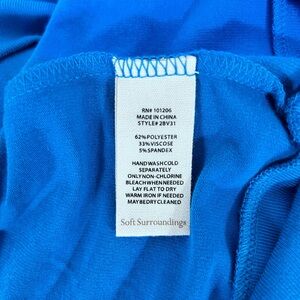 RN# 101206
MADE IN CHINA
STYLE# 2BV31
62% POLYESTER
33% VISCOSE
5% SPANDEX
HAND WASH COLD
SEPARATELY
ONLY NON-CHLORINE
BLEACH WHEN NEEDED
LAY FLAT TO DRY
WARM IRON IF NEEDED
MAY BE DRY CLEANED
Soft Surroundings